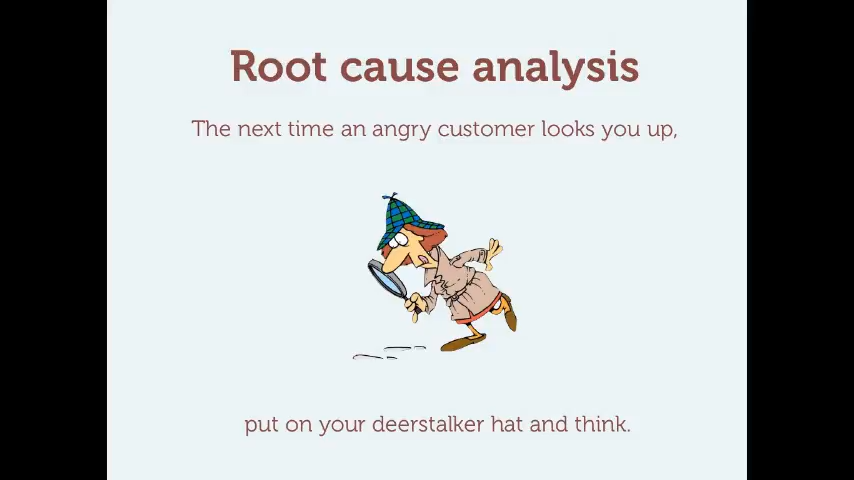 Root cause analysis
The next time an angry customer looks you up,
put on your deerstalker hat and think.